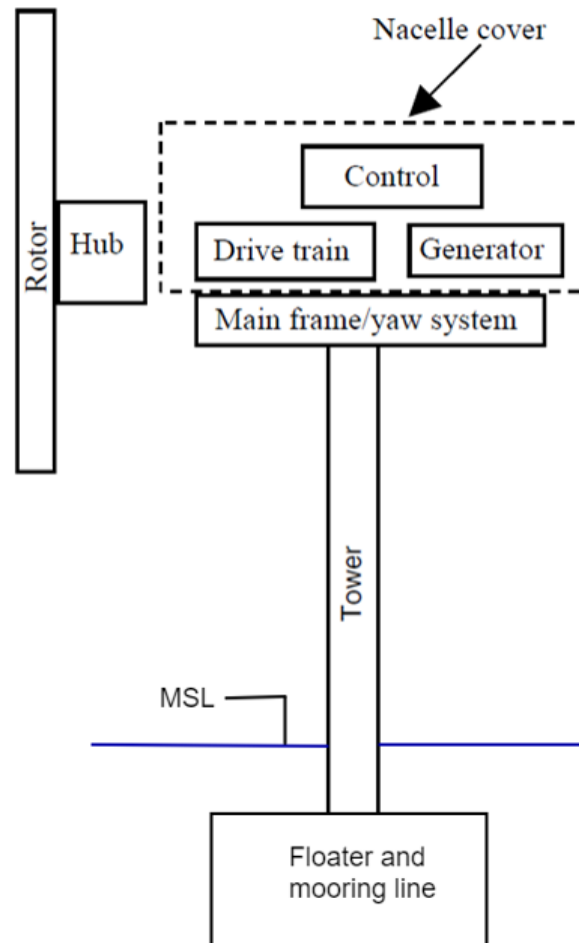 Nacelle cover
Control
Rotor
Hub
Drive train
Generator
Main frame/yaw system
Tower
MSL
Floater and
mooring line